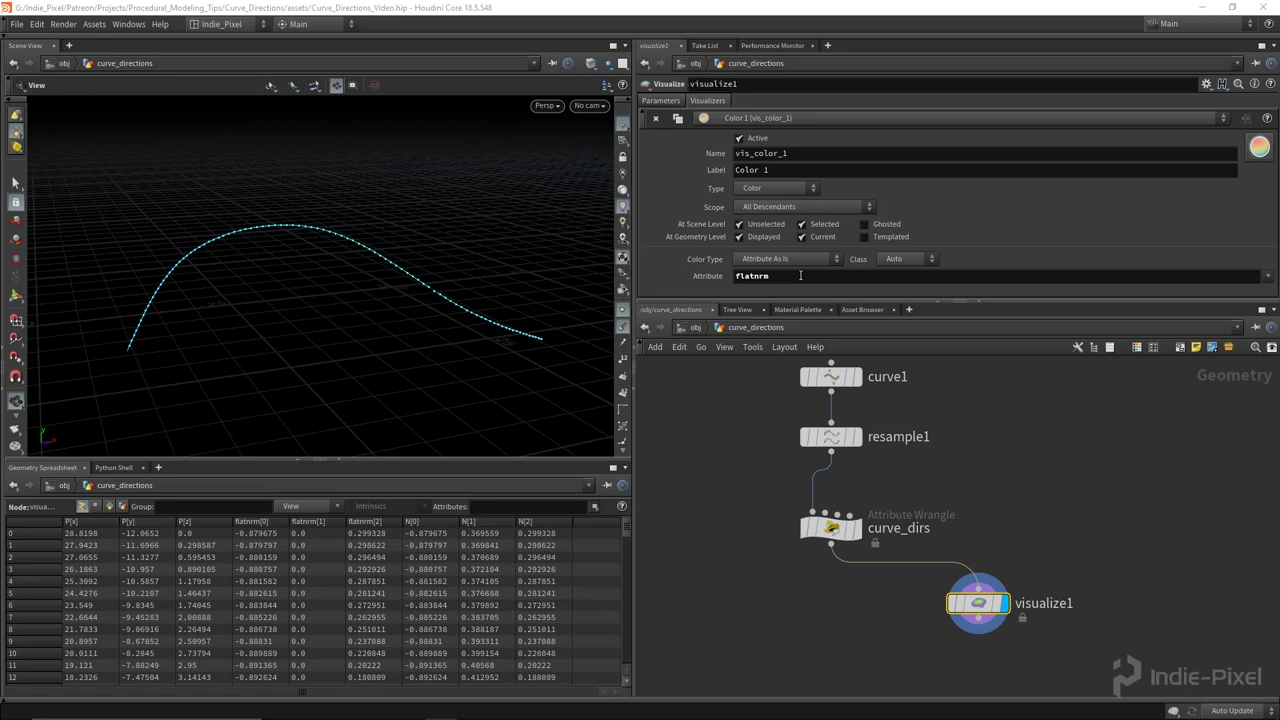 G:/Indie_Pixel/Patreon/Projects/Procedural_Modeling_Tips/Curve_Directions/assets/Curve_Directions_Video.hip - Houdini Core 18.5.548
File Edit Render Assets Windows Help Indie_Pixel Main Main
Scene View
obj curve_directions
View
Persp No cam
visualize1 Take List Performance Monitor
obj curve_directions
Visualize visualize1
Parameters Visualizers
Color 1 (vis_color_1)
Active
Name vis_color_1
Label Color 1
Type Color
Scope All Descendants
At Scene Level Unselected Selected Ghosted
At Geometry Level Displayed Current Templated
Color Type Attribute As Is Class Auto
Attribute flatnrm
/obj/curve_directions Tree View Material Palette Asset Browser
obj curve_directions
Add Edit Go View Tools Layout Help
Geometry
curve1
resample1
Attribute Wrangle
curve_dirs
visualize1
Indie-Pixel
Geometry Spreadsheet Python Shell
obj curve_directions
Node: visua... Group: View Intrinsics Attributes:
P[x] P[y] P[z] flatnrm[0] flatnrm[1] flatnrm[2] N[0] N[1] N[2]
0 28.8198 -12.0652 0.0 -0.879675 0.0 0.299328 -0.879675 0.369559 0.299328
1 27.9423 -11.6966 0.298587 -0.879797 0.0 0.298622 -0.879797 0.369841 0.298622
2 27.0655 -11.3277 0.595453 -0.880159 0.0 0.296494 -0.880159 0.370689 0.296494
3 26.1863 -10.957 0.890105 -0.881582 0.0 0.292926 -0.880760 0.372104 0.292926
4 25.3092 -10.5857 1.17958 -0.881582 0.0 0.287851 -0.881582 0.374105 0.287851
5 24.4276 -10.2107 1.46437 -0.882615 0.0 0.281241 -0.882615 0.376688 0.281241
6 23.549 -9.8345 1.74045 -0.883844 0.0 0.272951 -0.883844 0.379892 0.272951
7 22.6644 -9.45283 2.00888 -0.885236 0.0 0.262955 -0.885236 0.383705 0.262955
8 21.7833 -9.06916 2.26494 -0.886738 0.0 0.251011 -0.886738 0.388187 0.251011
9 20.8957 -8.67852 2.50957 -0.88831 0.0 0.237088 -0.88831 0.393311 0.237088
10 20.0111 -8.2845 2.73794 -0.889889 0.0 0.220848 -0.889889 0.399154 0.220848
11 19.121 -7.88249 2.95 -0.891365 0.0 0.20222 -0.891365 0.40568 0.20222
12 18.2326 -7.47504 3.14143 -0.892624 0.0 0.180809 -0.892624 0.412952 0.180809
Auto Update